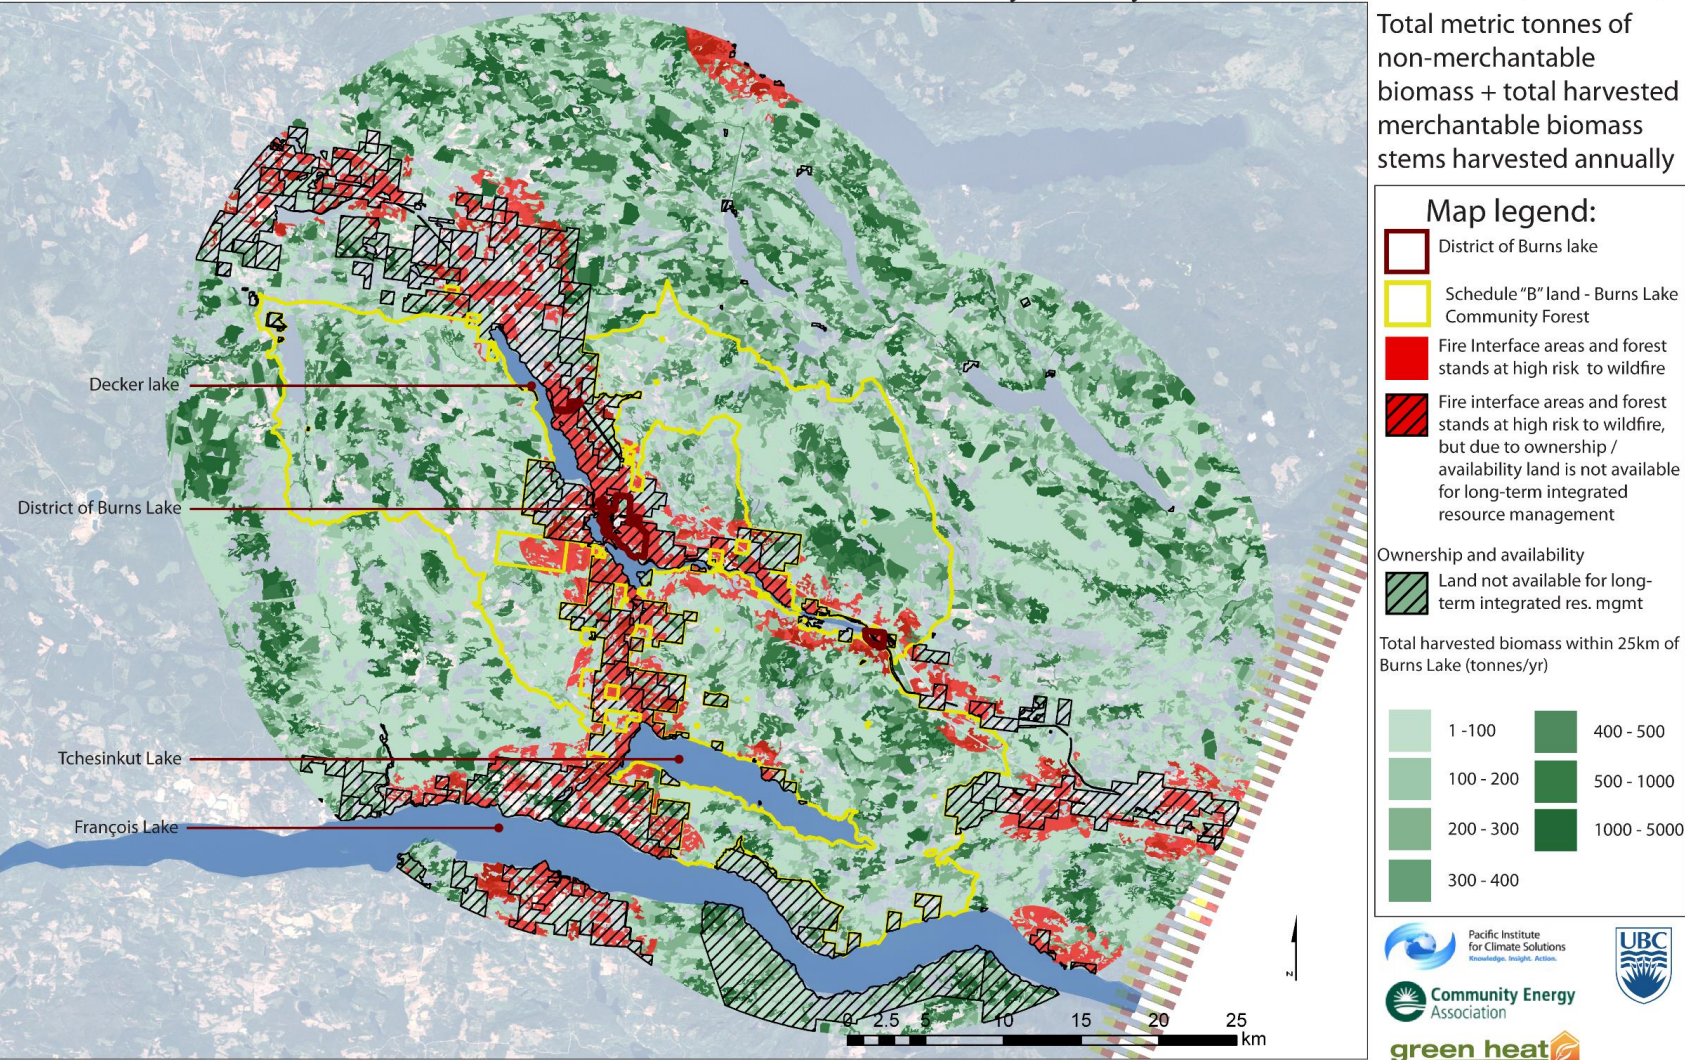 Total metric tonnes of
non-merchantable
biomass + total harvested
merchantable biomass
stems harvested annually
Map legend:
District of Burns lake
Schedule “B” land - Burns Lake
Community Forest
Fire Interface areas and forest
stands at high risk to wildfire
Fire interface areas and forest
stands at high risk to wildfire,
but due to ownership /
availability land is not available
for long-term integrated
resource management
Ownership and availability
Land not available for long-
term integrated res. mgmt
Total harvested biomass within 25km of
Burns Lake (tonnes/yr)
1 -100
400 - 500
100 - 200
500 - 1000
200 - 300
1000 - 5000
300 - 400
Decker lake
District of Burns Lake
Tchesinkut Lake
François Lake
0 2.5 5 10 15 20 25
km
N
Pacific Institute
for Climate Solutions
Knowledge. Insight. Action.
UBC
Community Energy
Association
green heat